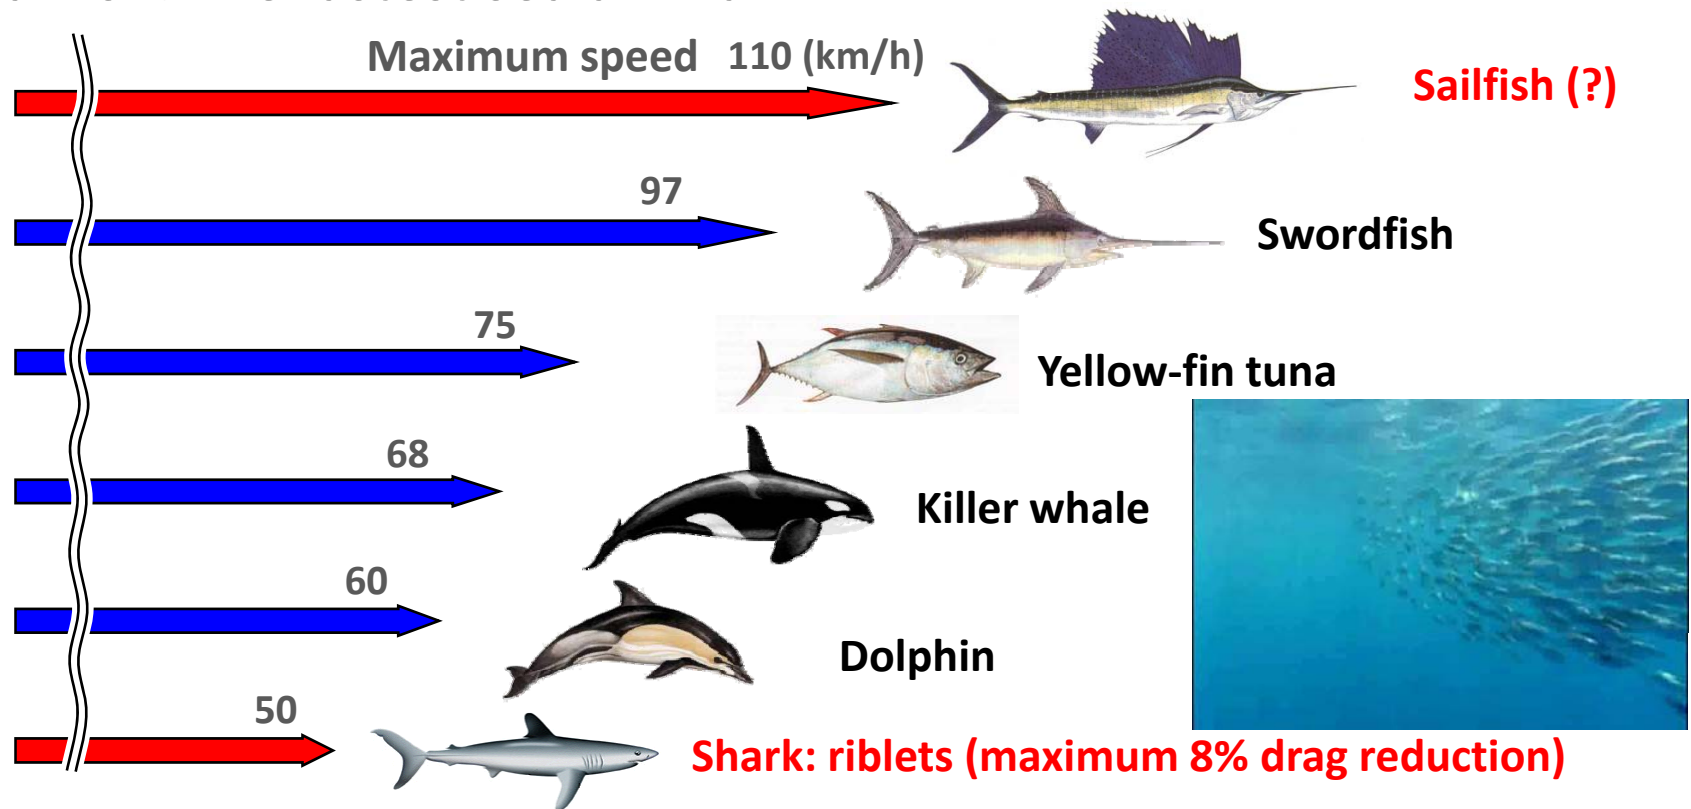 Maximum speed 110 (km/h)
Sailfish (?)
97
Swordfish
75
Yellow-fin tuna
68
Killer whale
60
Dolphin
50
Shark: riblets (maximum 8% drag reduction)